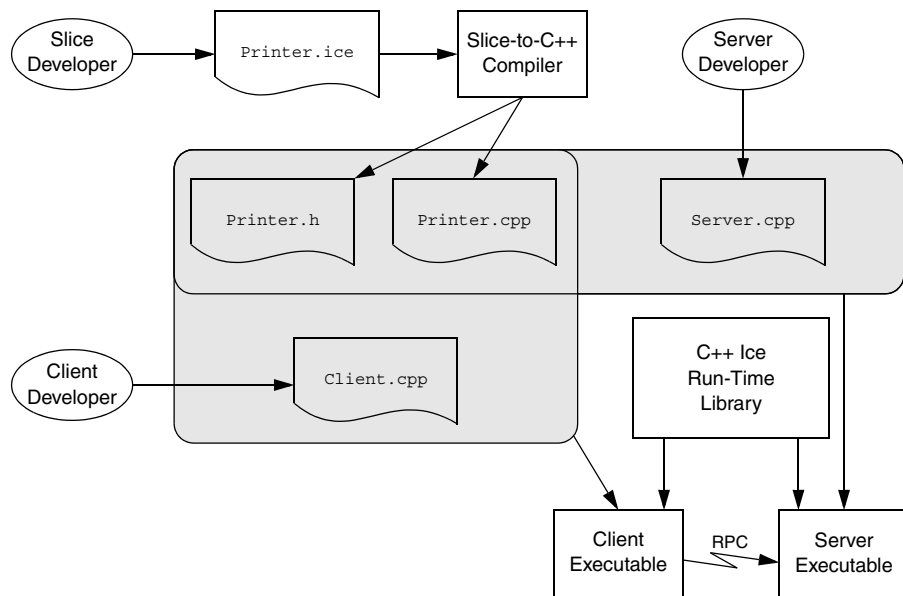 Slice
Developer
Printer.ice
Slice-to-C++
Compiler
Server
Developer
Printer.h
Printer.cpp
Server.cpp
Client
Developer
Client.cpp
C++ Ice
Run-Time
Library
Client
Executable
RPC
Server
Executable